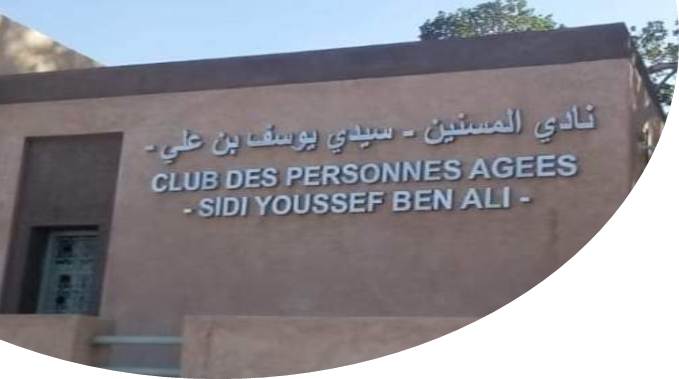 نادي المسنين - سيدي يوسف بن علي -
CLUB DES PERSONNES AGEES
- SIDI YOUSSEF BEN ALI -